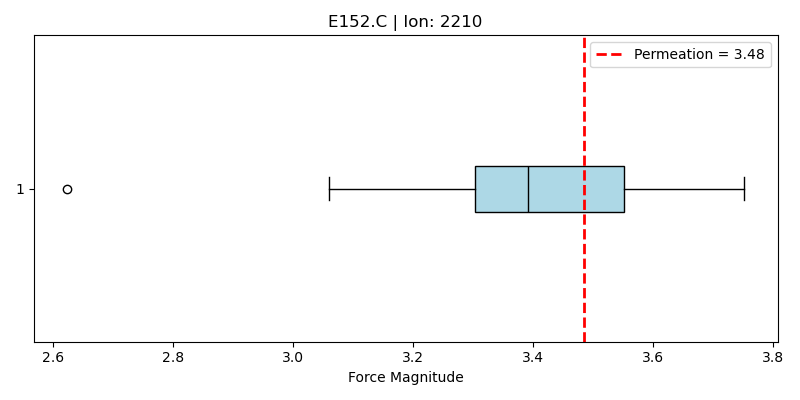 E152.C | Ion: 2210
Permeation = 3.48
1
2.6 2.8 3.0 3.2 3.4 3.6 3.8
Force Magnitude